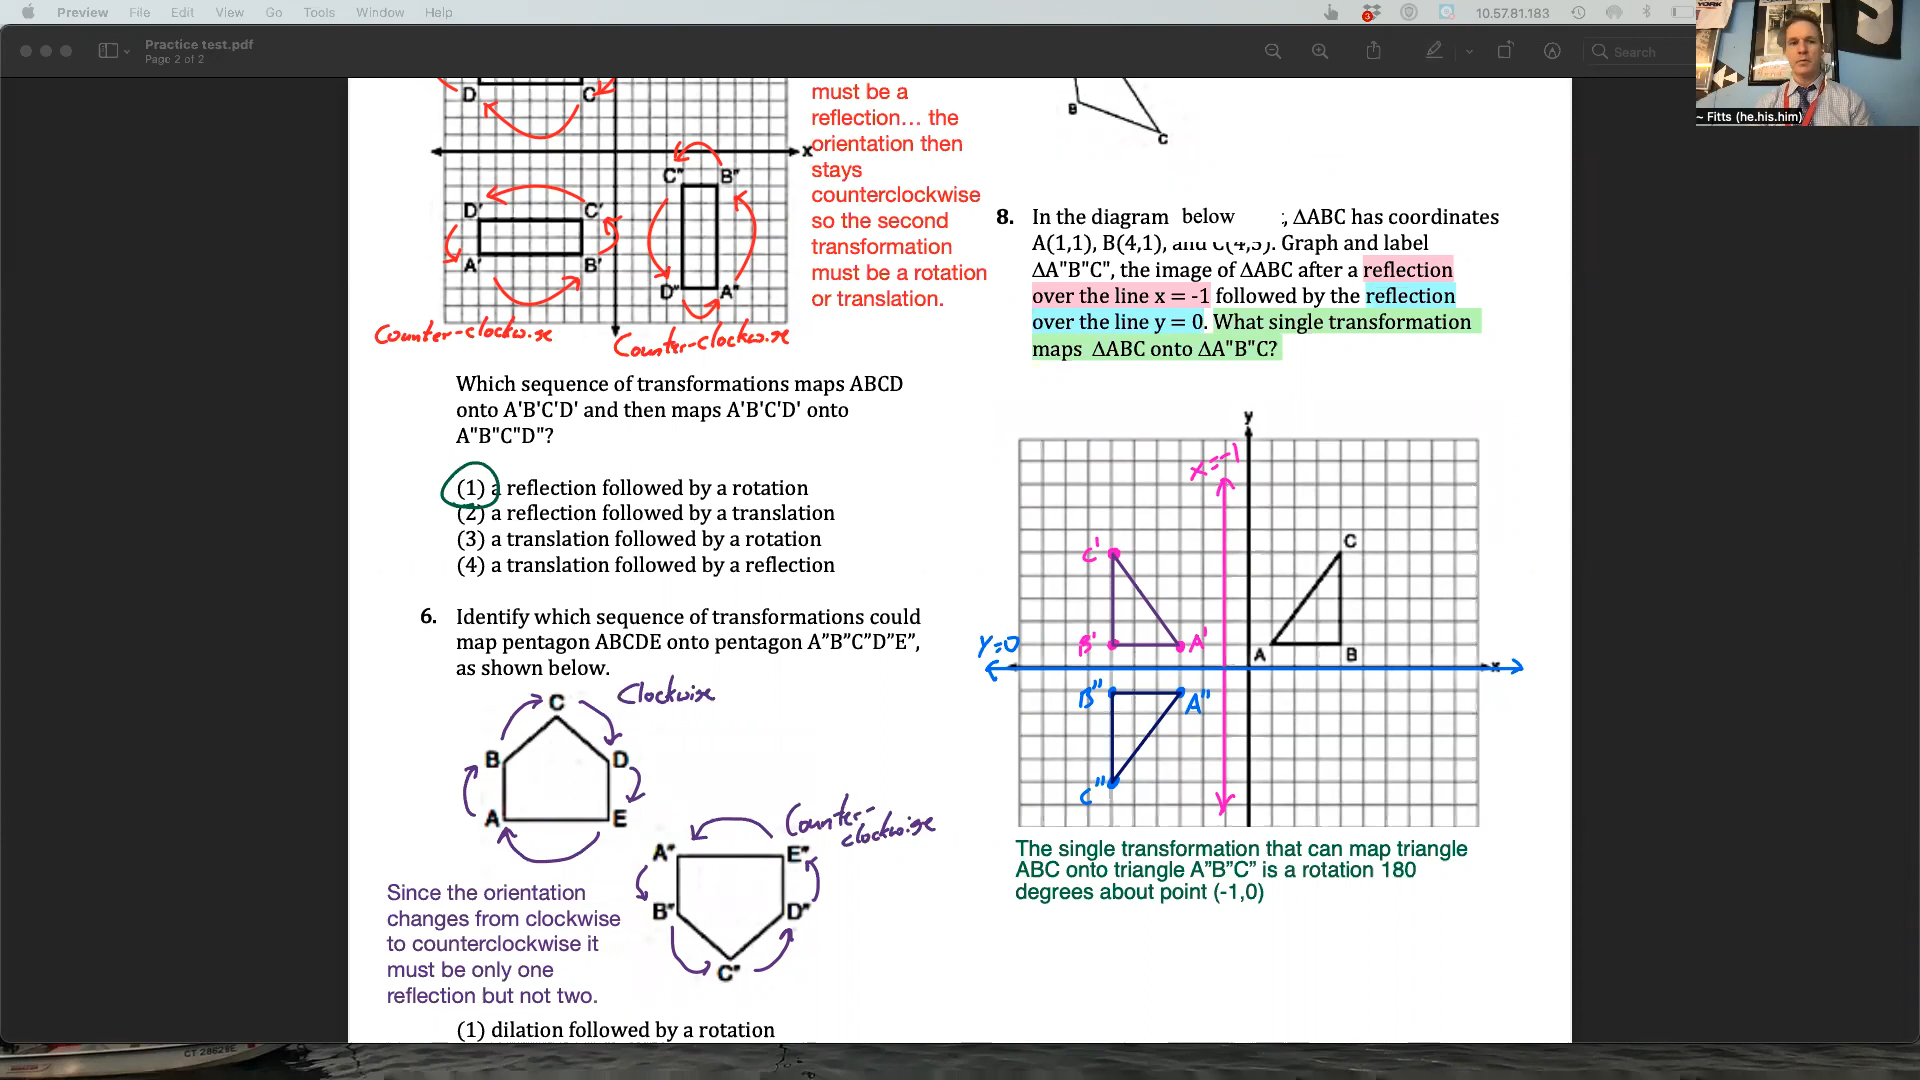 Preview File Edit View Go Tools Window Help
3
10.57.81.183
Practice test.pdf
Page 2 of 2
Search
YORK
~ Fitts (he.his.him)
D C
x
C" B"
D' C'
A' B'
D" A"
Counter-clockwise
Counter-clockwise
must be a
reflection… the
orientation then
stays
counterclockwise
so the second
transformation
must be a rotation
or translation.
Which sequence of transformations maps ABCD
onto A'B'C'D' and then maps A'B'C'D' onto
A"B"C"D"?
(1) a reflection followed by a rotation
(2) a reflection followed by a translation
(3) a translation followed by a rotation
(4) a translation followed by a reflection
6. Identify which sequence of transformations could
map pentagon ABCDE onto pentagon A”B”C”D”E”,
as shown below.
C
Clockwise
B D
A E
Counter-
clockwise
A" E"
B" D"
C"
Since the orientation
changes from clockwise
to counterclockwise it
must be only one
reflection but not two.
(1) dilation followed by a rotation
B
C
8. In the diagram below ; ΔABC has coordinates
A(1,1), B(4,1), and C(4,5). Graph and label
ΔA"B"C", the image of ΔABC after a reflection
over the line x = -1 followed by the reflection
over the line y = 0. What single transformation
maps ΔABC onto ΔA"B"C?
y
x=-1
C' C
B' A'
A B
y=0
x
B" A"
C"
The single transformation that can map triangle
ABC onto triangle A”B”C” is a rotation 180
degrees about point (-1,0)